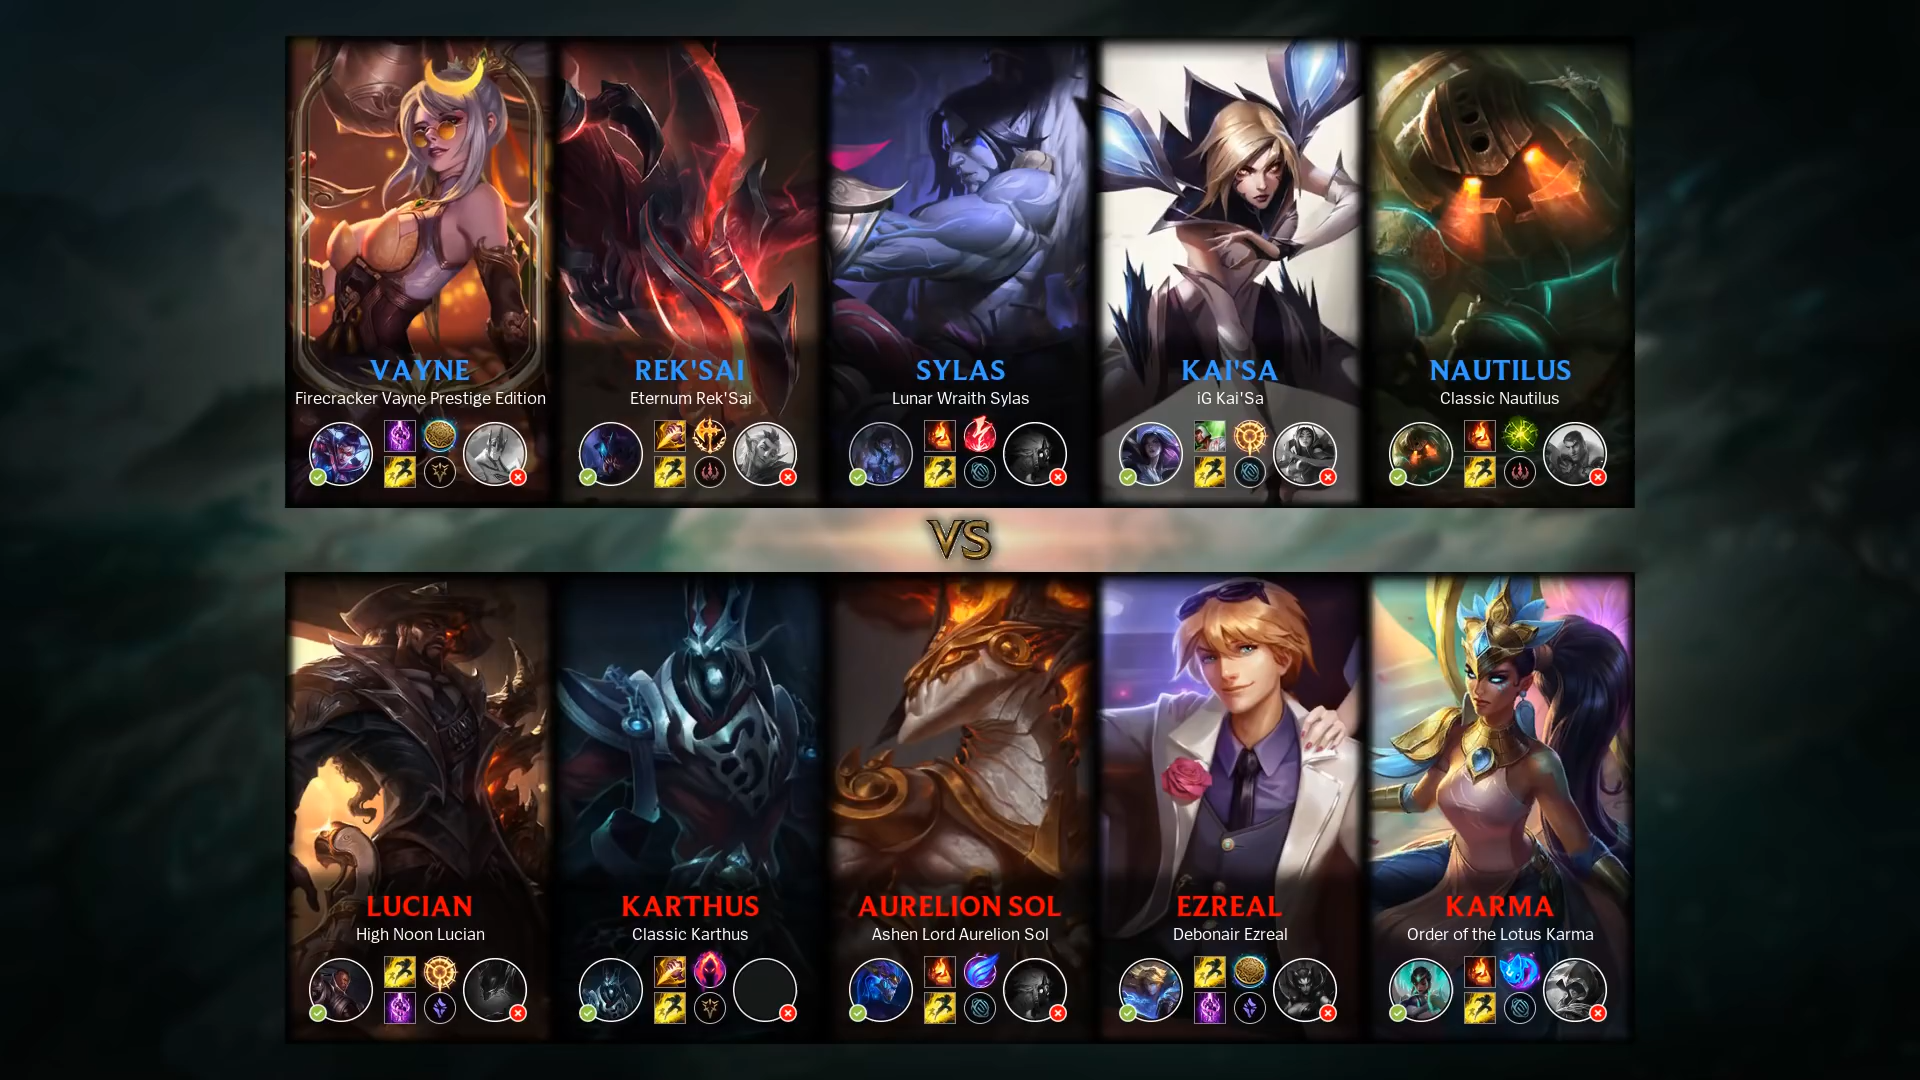 VAYNE
Firecracker Vayne Prestige Edition
REK'SAI
Eternum Rek'Sai
SYLAS
Lunar Wraith Sylas
KAI'SA
iG Kai'Sa
NAUTILUS
Classic Nautilus
VS
LUCIAN
High Noon Lucian
KARTHUS
Classic Karthus
AURELION SOL
Ashen Lord Aurelion Sol
EZREAL
Debonair Ezreal
KARMA
Order of the Lotus Karma